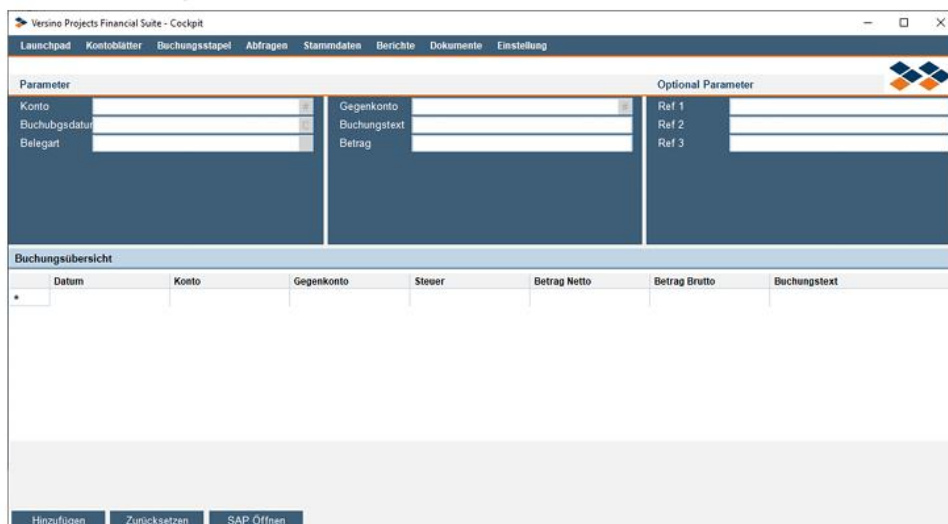 Versino Projects Financial Suite - Cockpit
Launchpad Kontoblätter Buchungsstapel Abfragen Stammdaten Berichte Dokumente Einstellung
Parameter Optional Parameter
Konto # Gegenkonto # Ref 1
Buchubgsdatur C Buchungstext Ref 2
Belegart Betrag Ref 3
Buchungsübersicht
Datum Konto Gegenkonto Steuer Betrag Netto Betrag Brutto Buchungstext
Hinzufügen Zurücksetzen SAP Öffnen